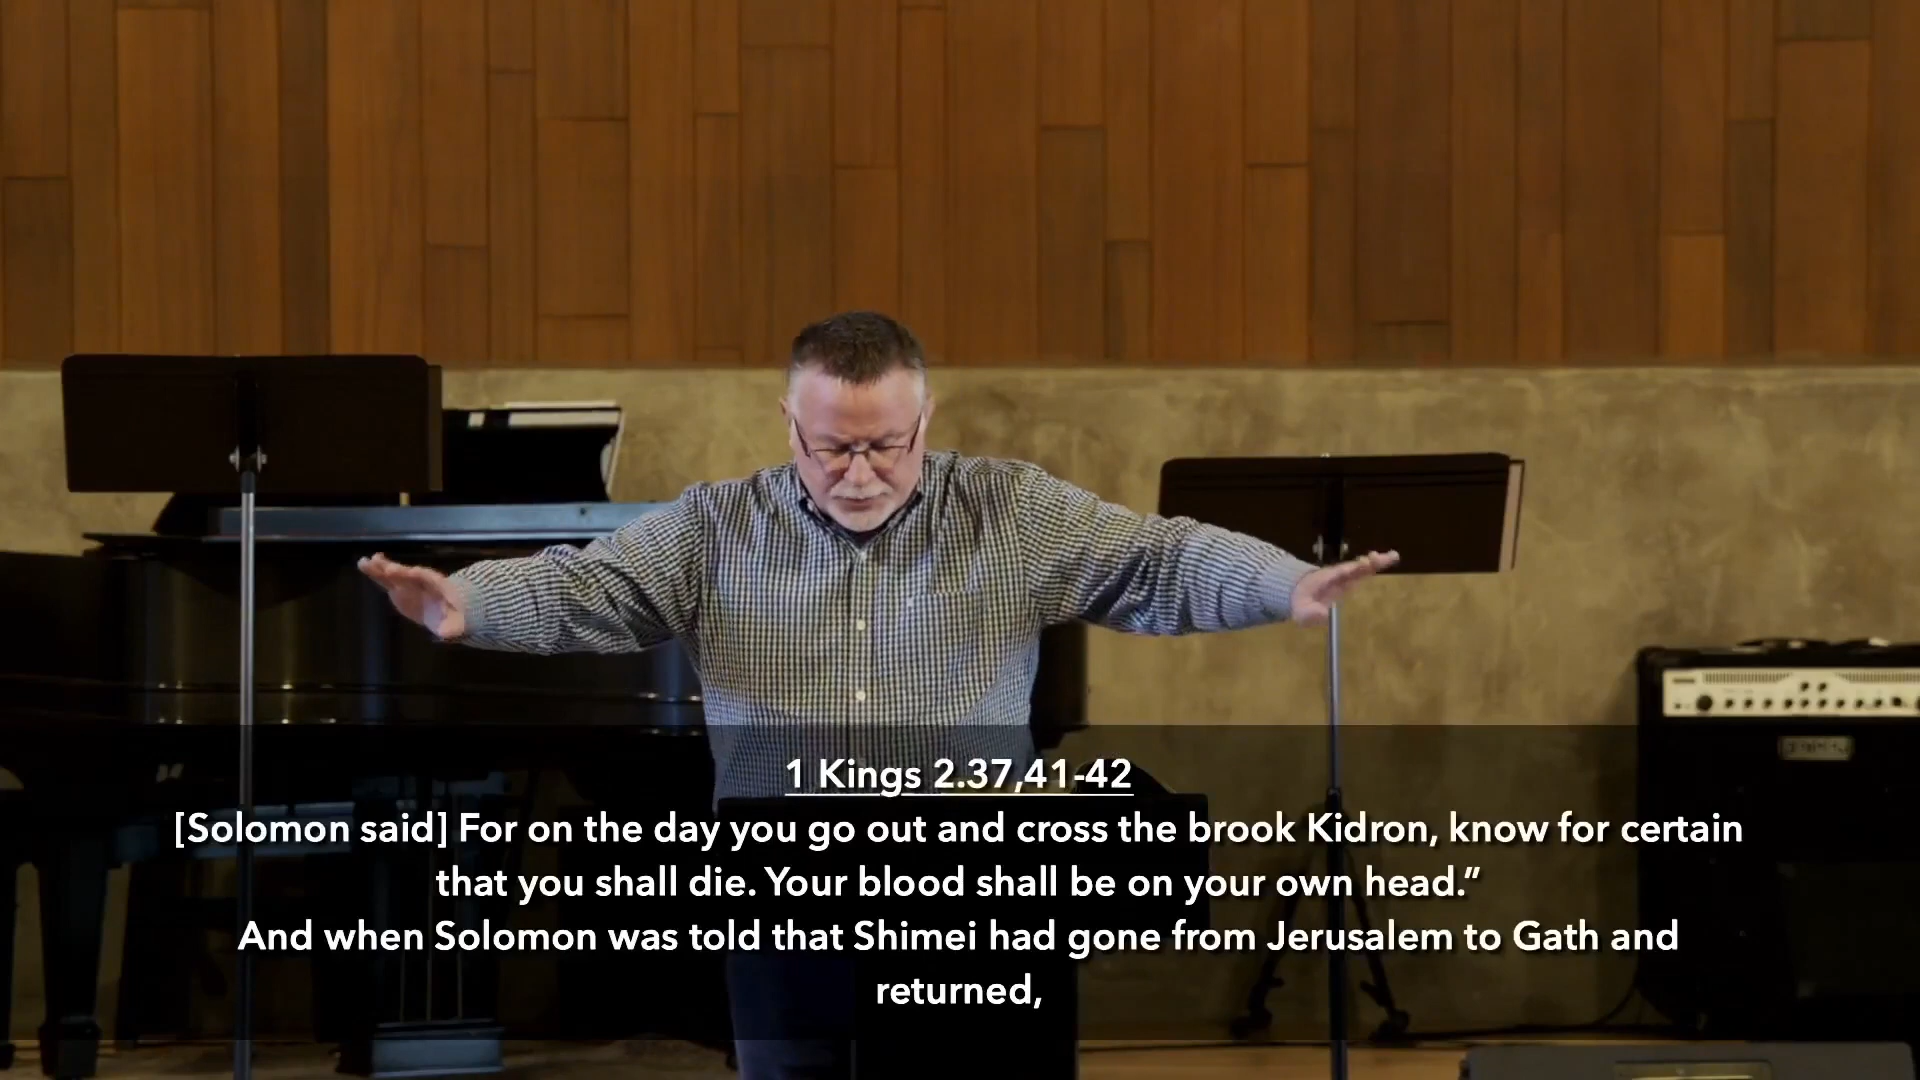 1 Kings 2.37,41-42
[Solomon said] For on the day you go out and cross the brook Kidron, know for certain
that you shall die. Your blood shall be on your own head.”
And when Solomon was told that Shimei had gone from Jerusalem to Gath and
returned,